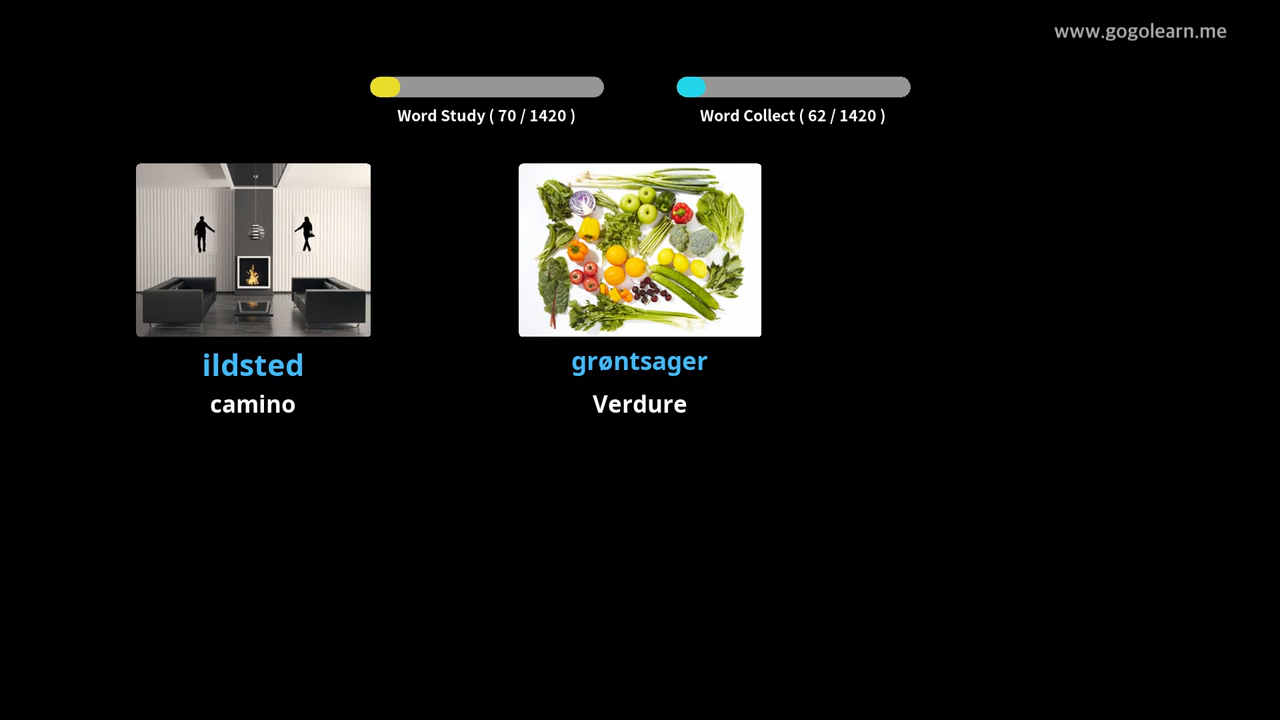 www.gogolearn.me
Word Study ( 70 / 1420 )
Word Collect ( 62 / 1420 )
ildsted
camino
grøntsager
Verdure